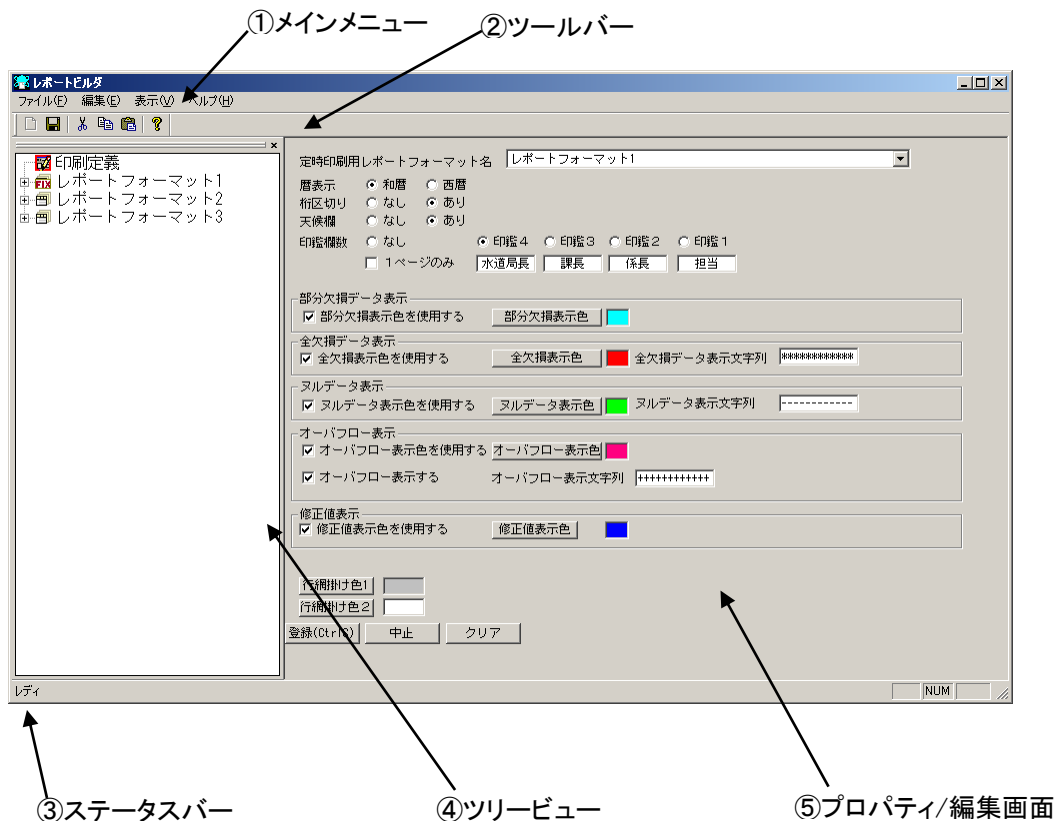 ①メインメニュー
②ツールバー
レポートビルダ
ファイル(F) 編集(E) 表示(V) ヘルプ(H)
印刷定義
FIX レポートフォーマット1
レポートフォーマット2
レポートフォーマット3
定時印刷用レポートフォーマット名 レポートフォーマット1
暦表示 和暦 西暦
桁区切り なし あり
天候欄 なし あり
印鑑欄数 なし 印鑑4 印鑑3 印鑑2 印鑑1
1ページのみ 水道局長 課長 係長 担当
部分欠損データ表示
部分欠損表示色を使用する 部分欠損表示色
全欠損データ表示
全欠損表示色を使用する 全欠損表示色 全欠損データ表示文字列 ************
ヌルデータ表示
ヌルデータ表示色を使用する ヌルデータ表示色 ヌルデータ表示文字列 ------------
オーバフロー表示
オーバフロー表示色を使用する オーバフロー表示色
オーバフロー表示する オーバフロー表示文字列 ++++++++++++
修正値表示
修正値表示色を使用する 修正値表示色
行網掛け色1
行網掛け色2
登録(CtrlS) 中止 クリア
レディ NUM
③ステータスバー
④ツリービュー
⑤プロパティ/編集画面